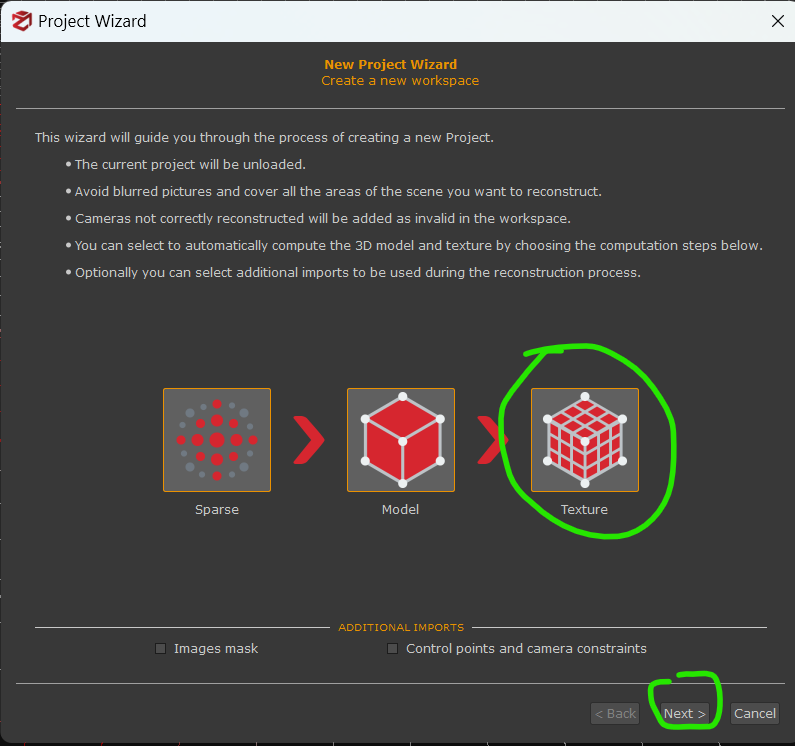 Project Wizard
New Project Wizard
Create a new workspace
This wizard will guide you through the process of creating a new Project.
• The current project will be unloaded.
• Avoid blurred pictures and cover all the areas of the scene you want to reconstruct.
• Cameras not correctly reconstructed will be added as invalid in the workspace.
• You can select to automatically compute the 3D model and texture by choosing the computation steps below.
• Optionally you can select additional imports to be used during the reconstruction process.
Sparse
Model
Texture
ADDITIONAL IMPORTS
Images mask
Control points and camera constraints
< Back
Next >
Cancel